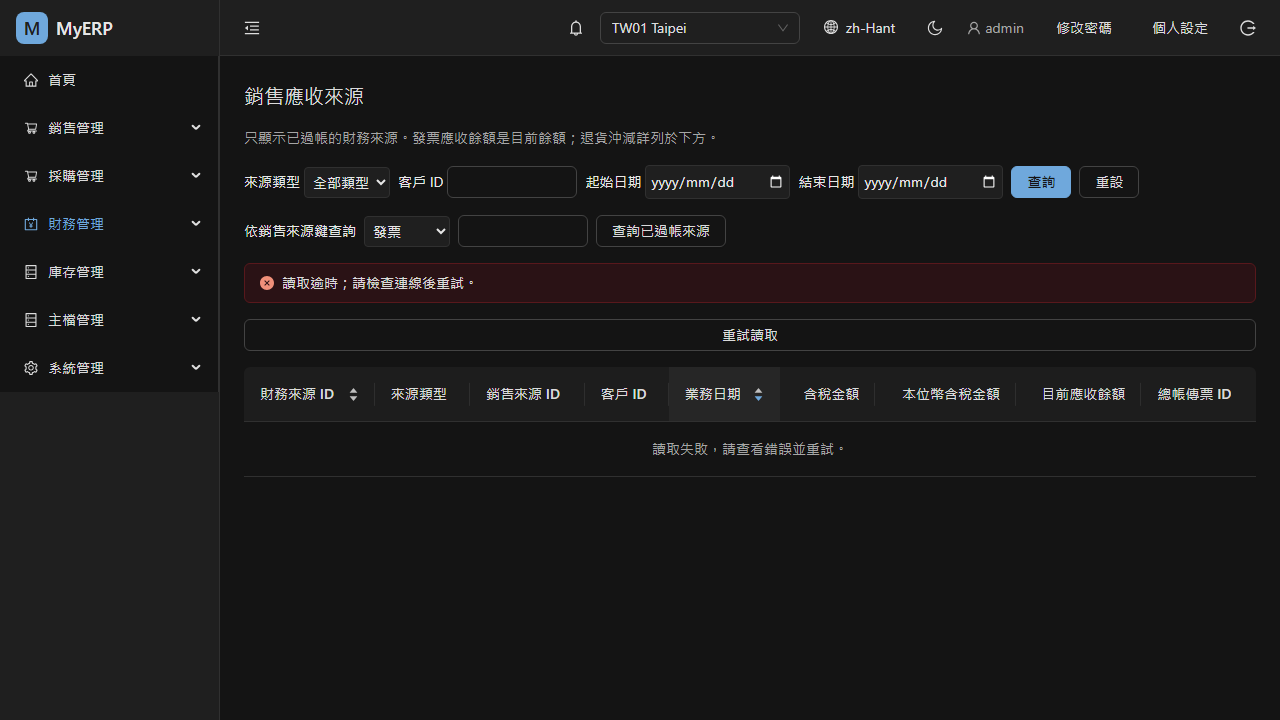 M MyERP
TW01 Taipei
zh-Hant
admin
修改密碼
個人設定
首頁
銷售管理
採購管理
財務管理
庫存管理
主檔管理
系統管理
銷售應收來源
只顯示已過帳的財務來源。發票應收餘額是目前餘額；退貨沖減詳列於下方。
來源類型 全部類型 客戶 ID 起始日期 yyyy/mm/dd 結束日期 yyyy/mm/dd 查詢 重設
依銷售來源鍵查詢 發票 查詢已過帳來源
讀取逾時；請檢查連線後重試。
重試讀取
財務來源 ID 來源類型 銷售來源 ID 客戶 ID 業務日期 含稅金額 本位幣含稅金額 目前應收餘額 總帳傳票 ID
讀取失敗，請查看錯誤並重試。